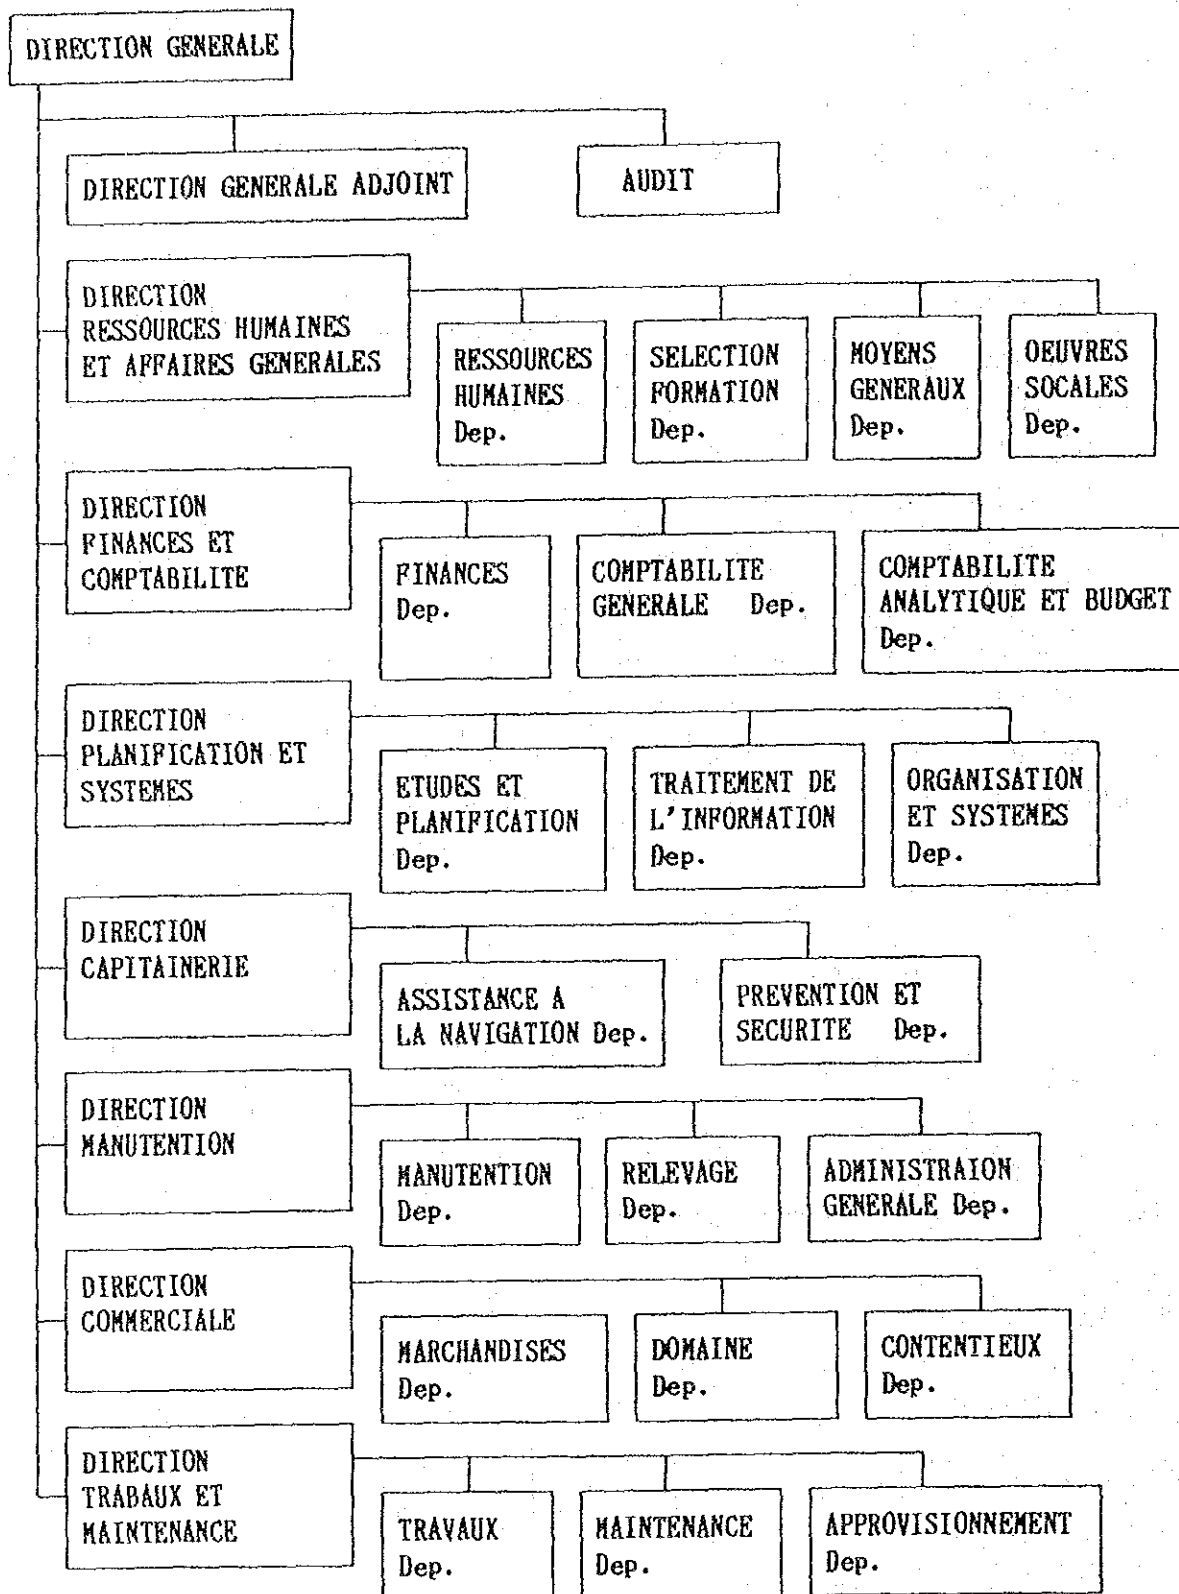 DIRECTION GENERALE
DIRECTION GENERALE ADJOINT
AUDIT
DIRECTION
RESSOURCES HUMAINES
ET AFFAIRES GENERALES
RESSOURCES
HUMAINES
Dep.
SELECTION
FORMATION
Dep.
MOYENS
GENERAUX
Dep.
OEUVRES
SOCALES
Dep.
DIRECTION
FINANCES ET
COMPTABILITE
FINANCES
Dep.
COMPTABILITE
GENERALE Dep.
COMPTABILITE
ANALYTIQUE ET BUDGET
Dep.
DIRECTION
PLANIFICATION ET
SYSTEMES
ETUDES ET
PLANIFICATION
Dep.
TRAITEMENT DE
L'INFORMATION
Dep.
ORGANISATION
ET SYSTEMES
Dep.
DIRECTION
CAPITAINERIE
ASSISTANCE A
LA NAVIGATION Dep.
PREVENTION ET
SECURITE Dep.
DIRECTION
MANUTENTION
MANUTENTION
Dep.
RELEVAGE
Dep.
ADMINISTRAION
GENERALE Dep.
DIRECTION
COMMERCIALE
MARCHANDISES
Dep.
DOMAINE
Dep.
CONTENTIEUX
Dep.
DIRECTION
TRABAUX ET
MAINTENANCE
TRAVAUX
Dep.
MAINTENANCE
Dep.
APPROVISIONNEMENT
Dep.